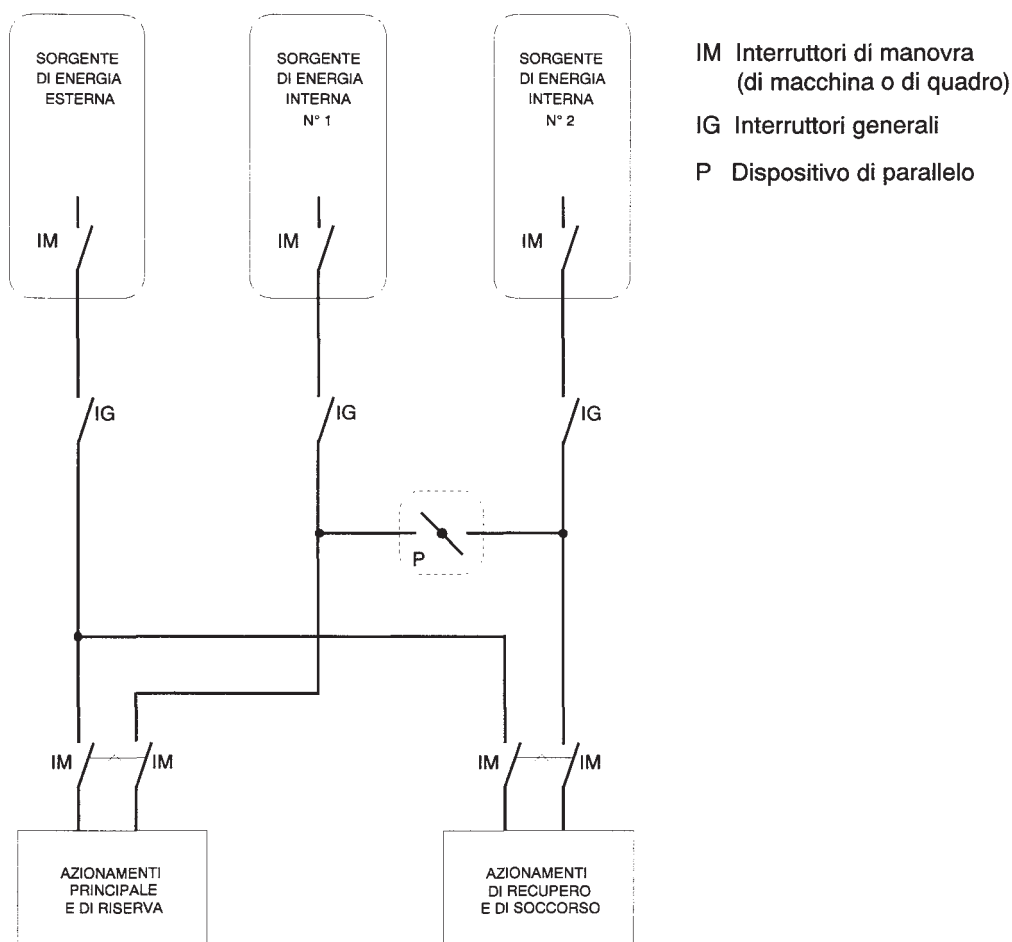 SORGENTE
DI ENERGIA
ESTERNA
SORGENTE
DI ENERGIA
INTERNA
N° 1
SORGENTE
DI ENERGIA
INTERNA
N° 2
IM Interruttori di manovra
(di macchina o di quadro)
IG Interruttori generali
P Dispositivo di parallelo
IM
IM
IM
IG
IG
IG
P
IM
IM
IM
IM
AZIONAMENTI
PRINCIPALE
E DI RISERVA
AZIONAMENTI
DI RECUPERO
E DI SOCCORSO